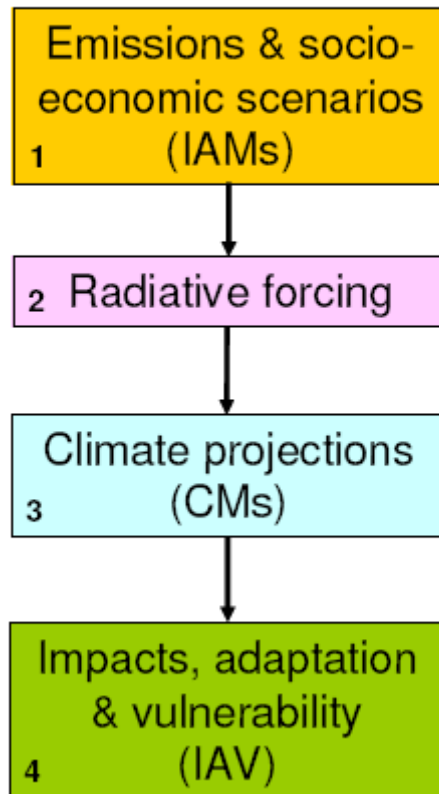 Emissions & socio-
economic scenarios
1 (IAMs)
2 Radiative forcing
Climate projections
3 (CMs)
Impacts, adaptation
& vulnerability
4 (IAV)